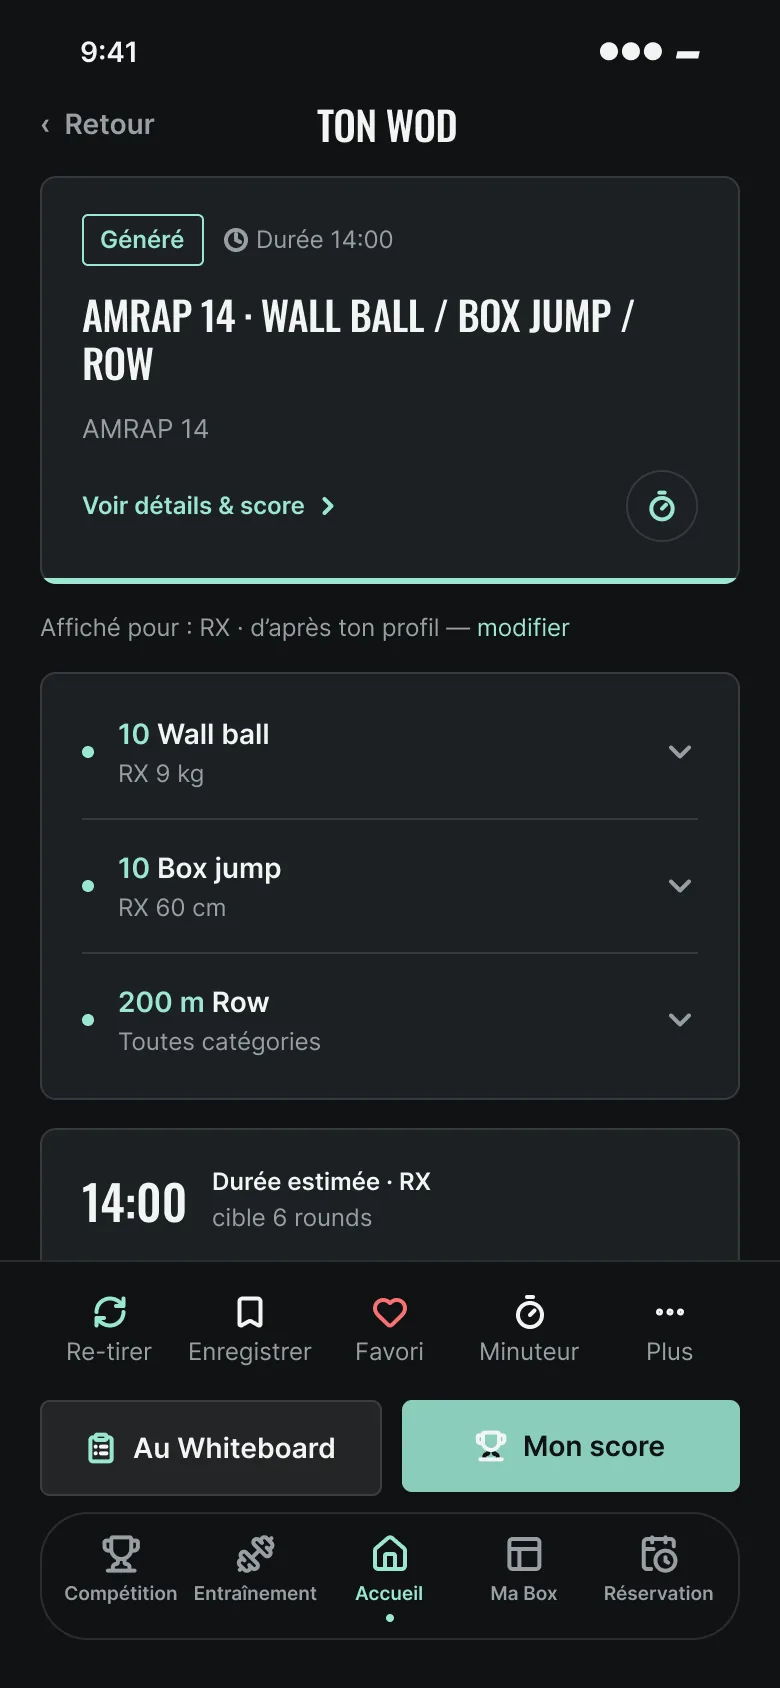 9:41
‹ Retour
TON WOD
Généré
Durée 14:00
AMRAP 14 · WALL BALL / BOX JUMP /
ROW
AMRAP 14
Voir détails & score
Affiché pour : RX · d’après ton profil — modifier
10 Wall ball
RX 9 kg
10 Box jump
RX 60 cm
200 m Row
Toutes catégories
14:00
Durée estimée · RX
cible 6 rounds
Re-tirer
Enregistrer
Favori
Minuteur
Plus
Au Whiteboard
Mon score
Compétition
Entraînement
Accueil
Ma Box
Réservation